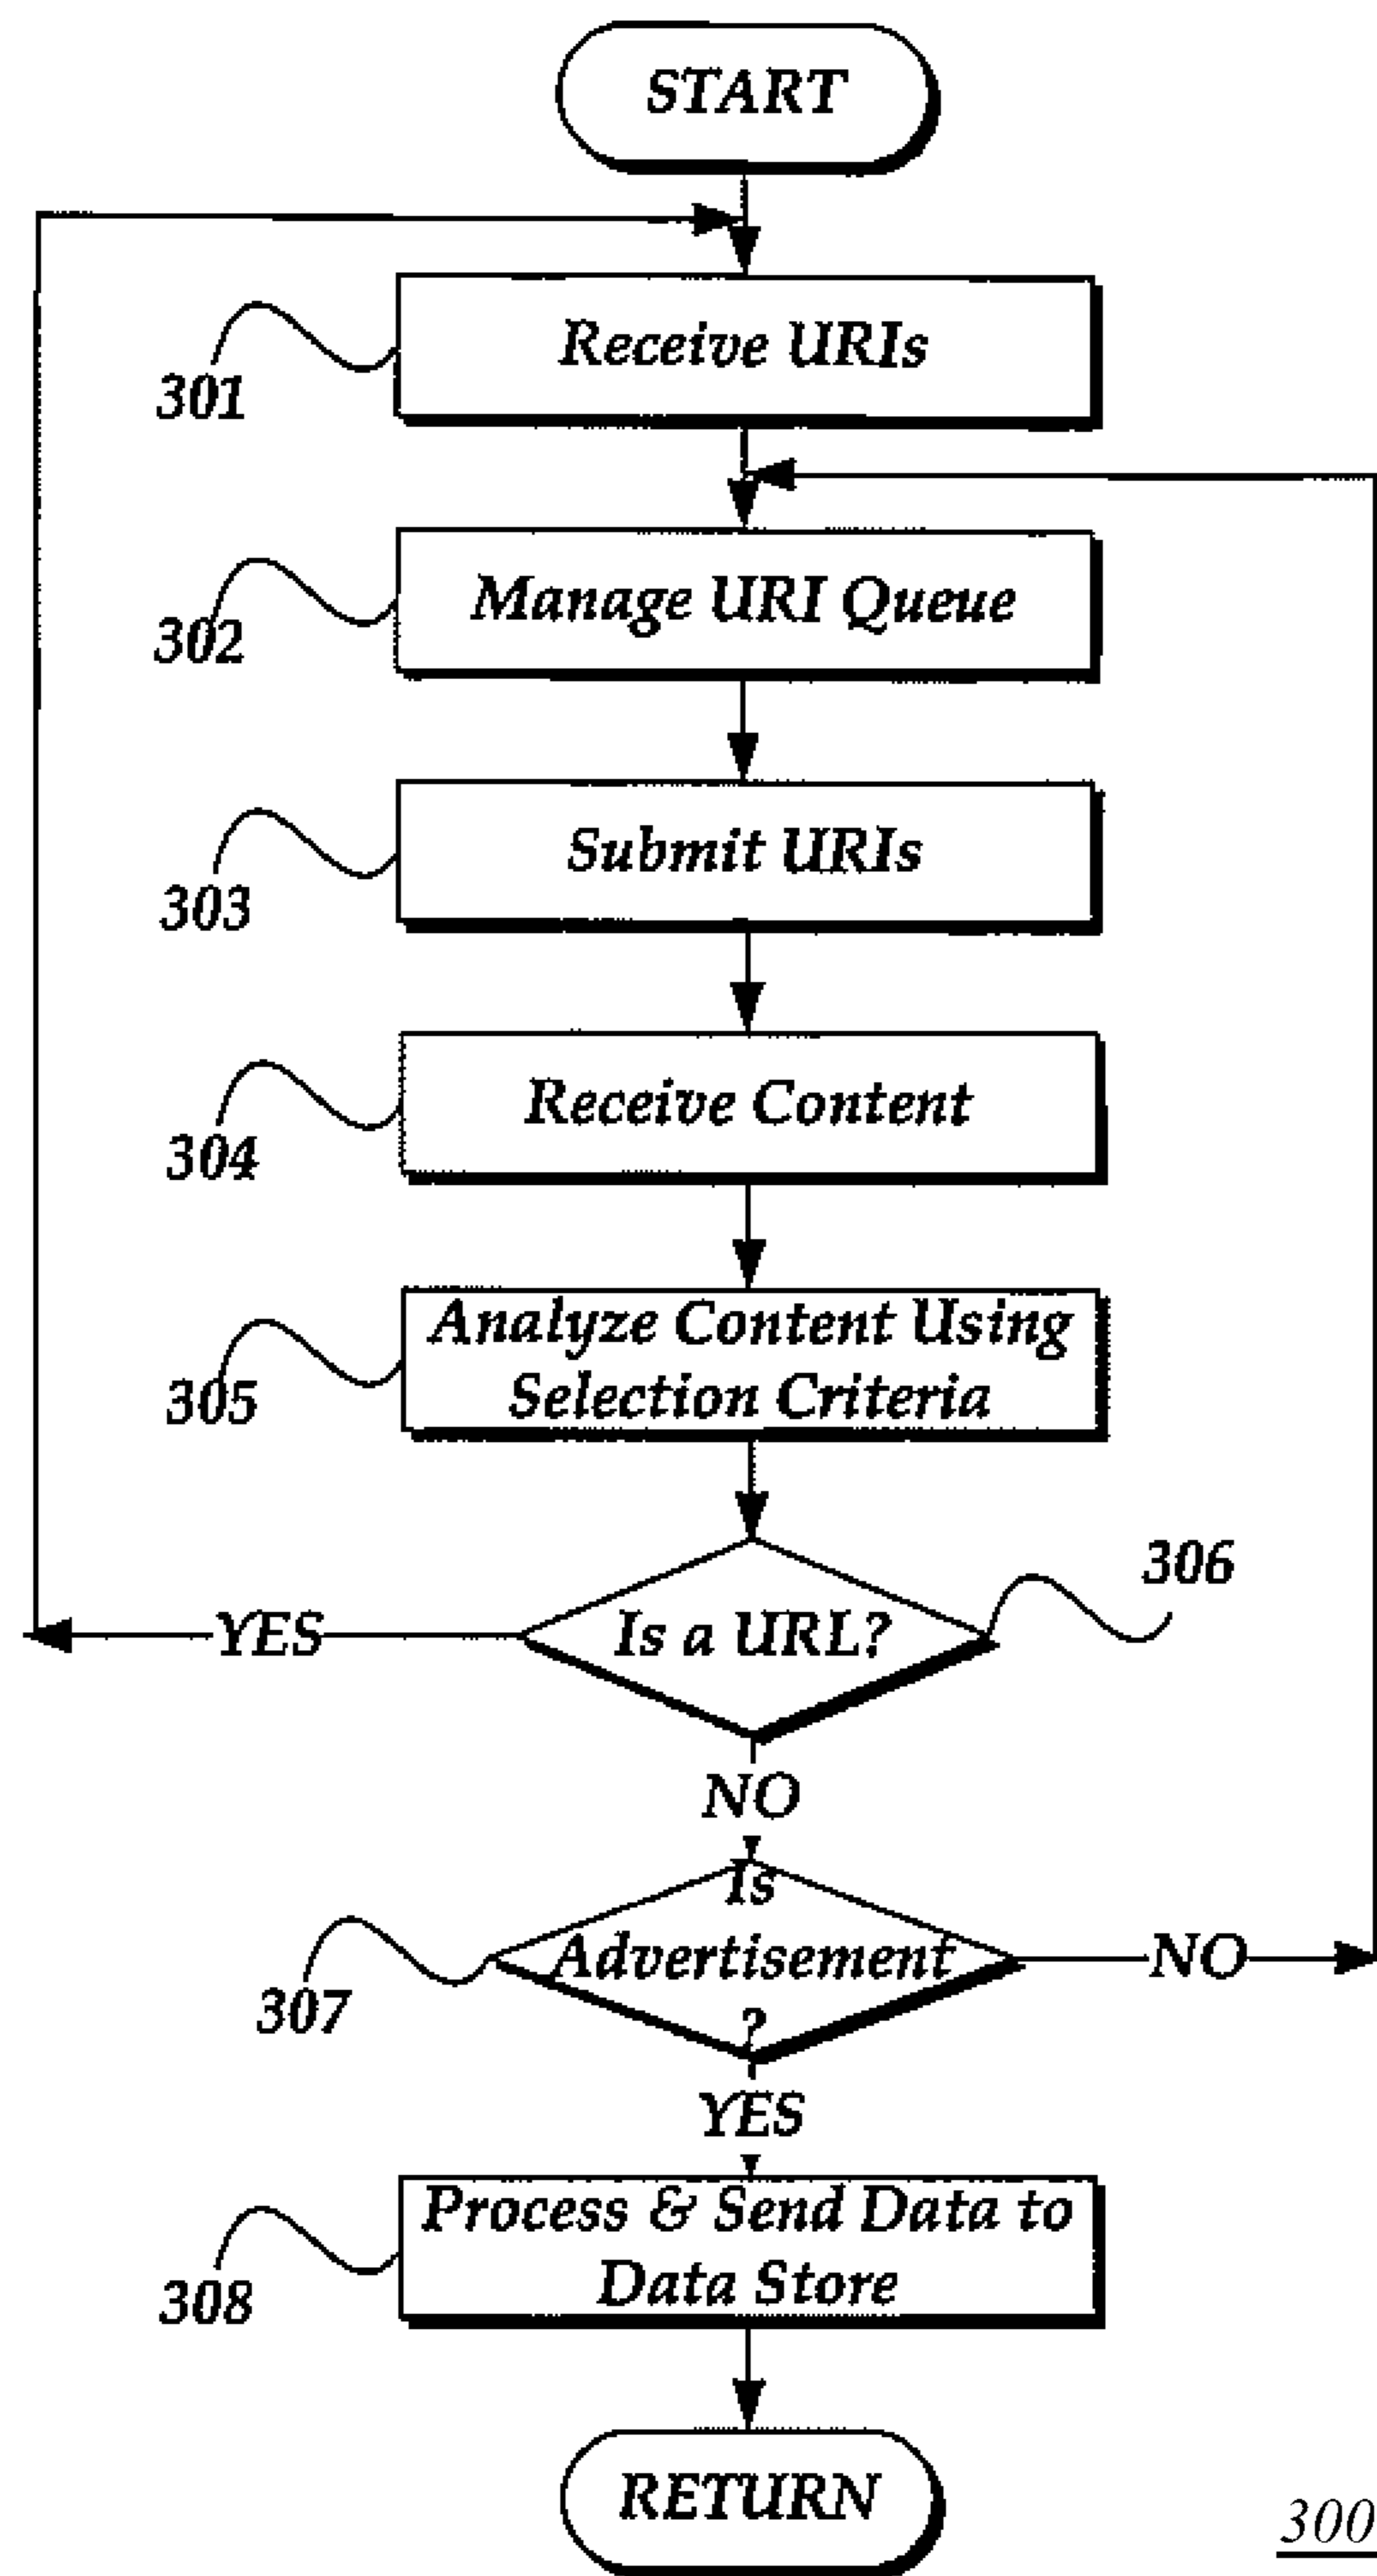 START
Receive URIs
301
Manage URI Queue
302
Submit URIs
303
Receive Content
304
Analyze Content Using
Selection Criteria
305
306
Is a URL?
YES
NO
Is
Advertisement
?
NO
307
YES
Process & Send Data to
Data Store
308
RETURN
300